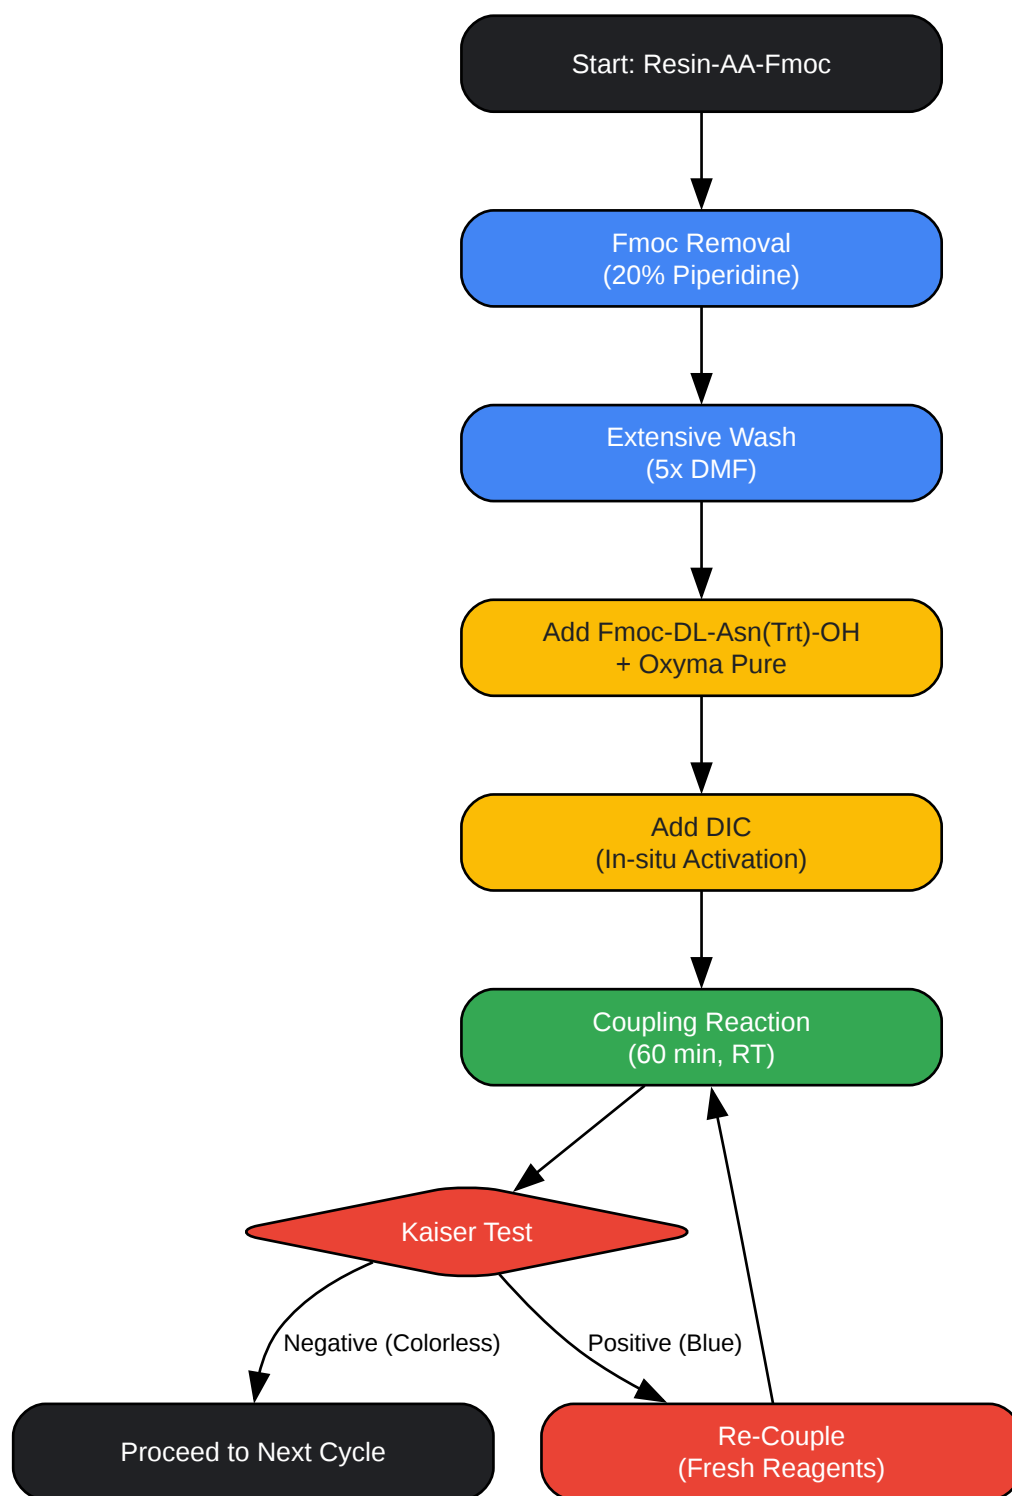 Start: Resin-AA-Fmoc
Fmoc Removal
(20% Piperidine)
Extensive Wash
(5x DMF)
Add Fmoc-DL-Asn(Trt)-OH
+ Oxyma Pure
Add DIC
(In-situ Activation)
Coupling Reaction
(60 min, RT)
Kaiser Test
Negative (Colorless)
Positive (Blue)
Proceed to Next Cycle
Re-Couple
(Fresh Reagents)